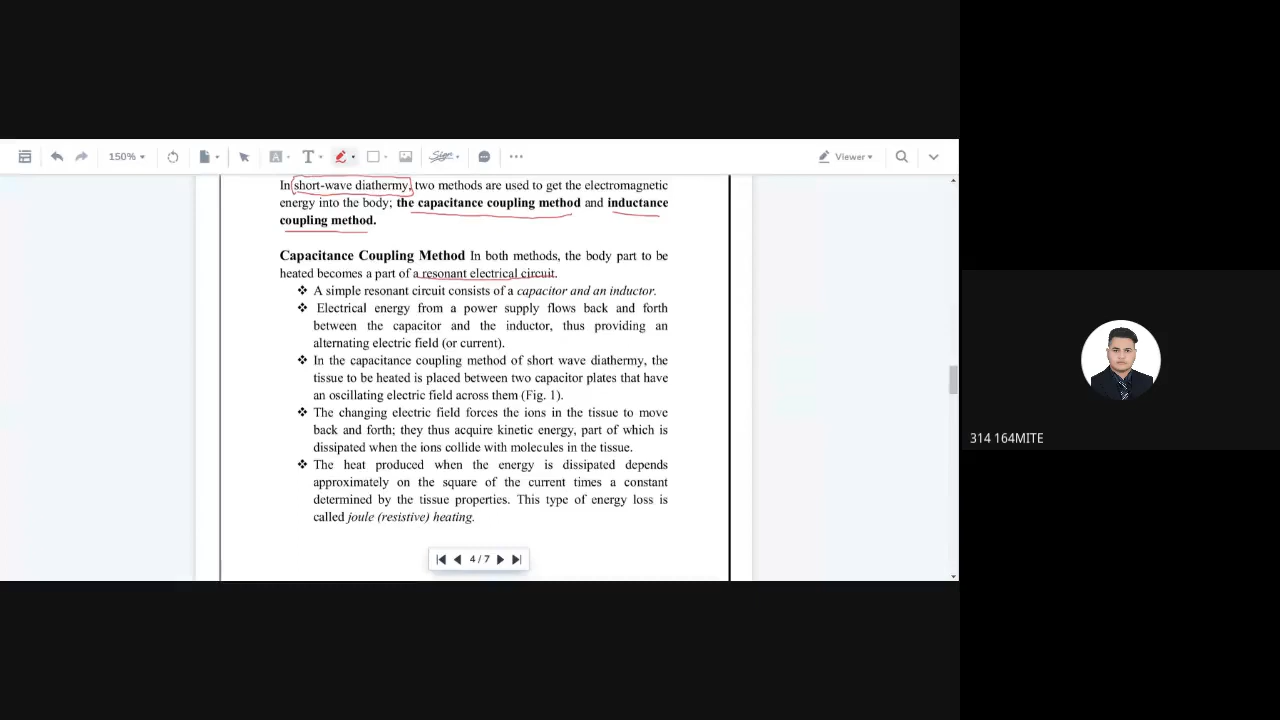 150%
Viewer
In short-wave diathermy, two methods are used to get the electromagnetic
energy into the body; the capacitance coupling method and inductance
coupling method.
Capacitance Coupling Method In both methods, the body part to be
heated becomes a part of a resonant electrical circuit.
❖ A simple resonant circuit consists of a capacitor and an inductor.
❖ Electrical energy from a power supply flows back and forth
between the capacitor and the inductor, thus providing an
alternating electric field (or current).
❖ In the capacitance coupling method of short wave diathermy, the
tissue to be heated is placed between two capacitor plates that have
an oscillating electric field across them (Fig. 1).
❖ The changing electric field forces the ions in the tissue to move
back and forth; they thus acquire kinetic energy, part of which is
dissipated when the ions collide with molecules in the tissue.
❖ The heat produced when the energy is dissipated depends
approximately on the square of the current times a constant
determined by the tissue properties. This type of energy loss is
called joule (resistive) heating.
4 / 7
314 164MITE